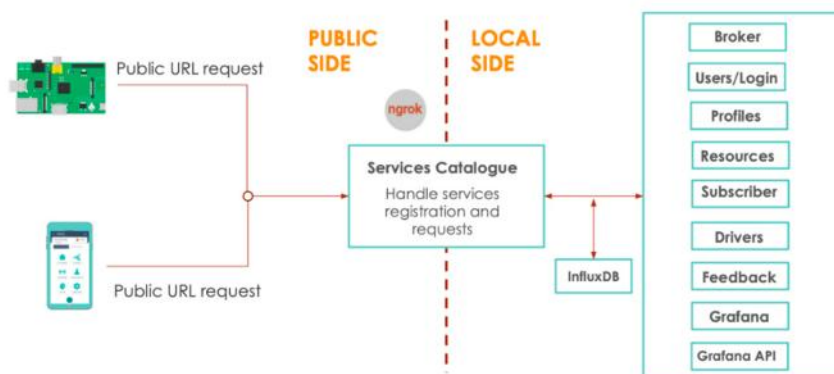 PUBLIC
SIDE
LOCAL
SIDE
Public URL request
ngrok
Services Catalogue
Handle services
registration and
requests
Public URL request
InfluxDB
Broker
Users/Login
Profiles
Resources
Subscriber
Drivers
Feedback
Grafana
Grafana API